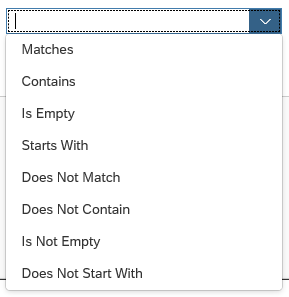 Matches
Contains
Is Empty
Starts With
Does Not Match
Does Not Contain
Is Not Empty
Does Not Start With